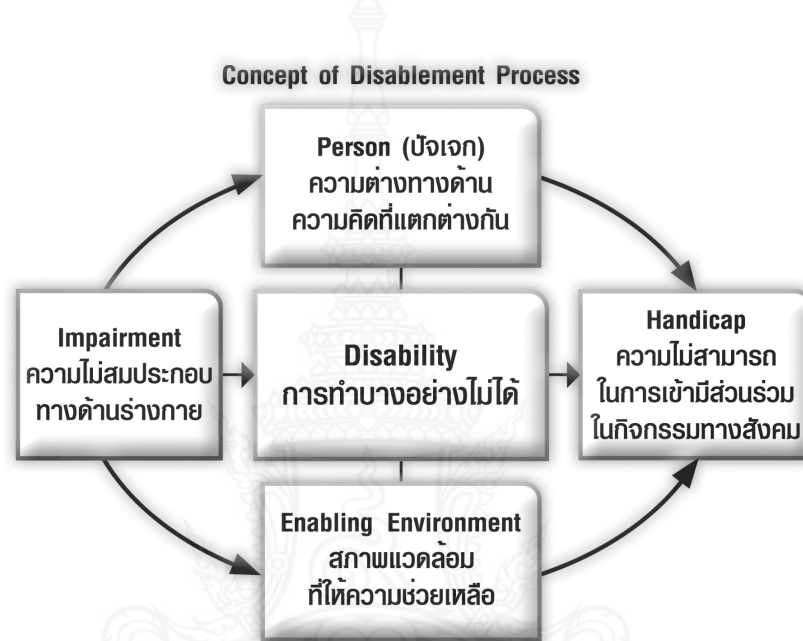 Concept of Disablement Process
Person (ปัจเจก)
ความต่างทางด้าน
ความคิดที่แตกต่างกัน
Impairment
ความไม่สมประกอบ
ทางด้านร่างกาย
Disability
การทำบางอย่างไม่ได้
Handicap
ความไม่สามารถ
ในการเข้ามีส่วนร่วม
ในกิจกรรมทางสังคม
Enabling Environment
สภาพแวดล้อม
ที่ให้ความช่วยเหลือ